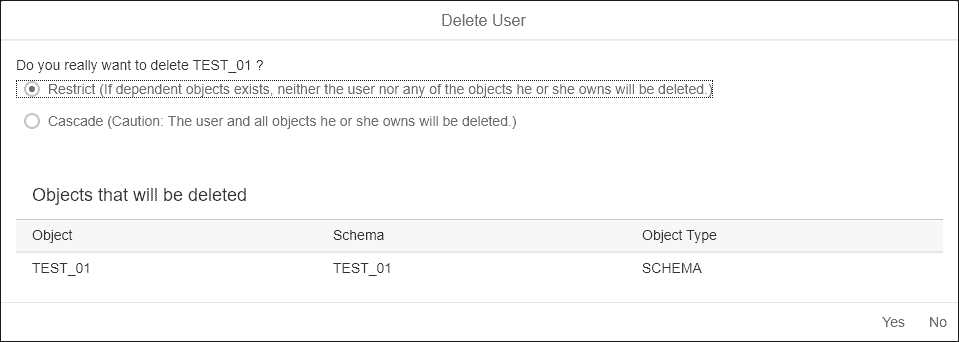 Delete User
Do you really want to delete TEST_01 ?
Restrict (If dependent objects exists, neither the user nor any of the objects he or she owns will be deleted.)
Cascade (Caution: The user and all objects he or she owns will be deleted.)
Objects that will be deleted
Object Schema Object Type
TEST_01 TEST_01 SCHEMA
Yes No